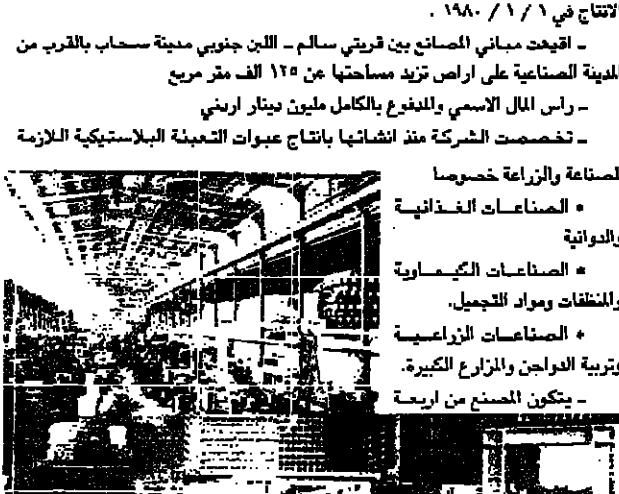 الانتاج في ١ / ١ / ١٩٨٠ .
ـ اقيمت مباني المصانع بين قريتي سالم ـ اللبن جنوبي مدينة سحاب بالقرب من
المدينة الصناعية على اراض تزيد مساحتها عن ١٢٥ الف متر مربع
ـ راس المال الاسمي والمدفوع بالكامل مليون دينار اردني
ـ تخصصت الشركة منذ انشائها بانتاج عبوات التعبئة البلاستيكية اللازمة
للصناعة والزراعة خصوصا
* الصناعات الغذائية
والدوائية
* الصناعات الكيماوية
والمنظفات ومواد التجميل.
* الصناعات الزراعية
وتربية الدواجن والمزارع الكبيرة.
ـ يتكون المصنع من اربعة